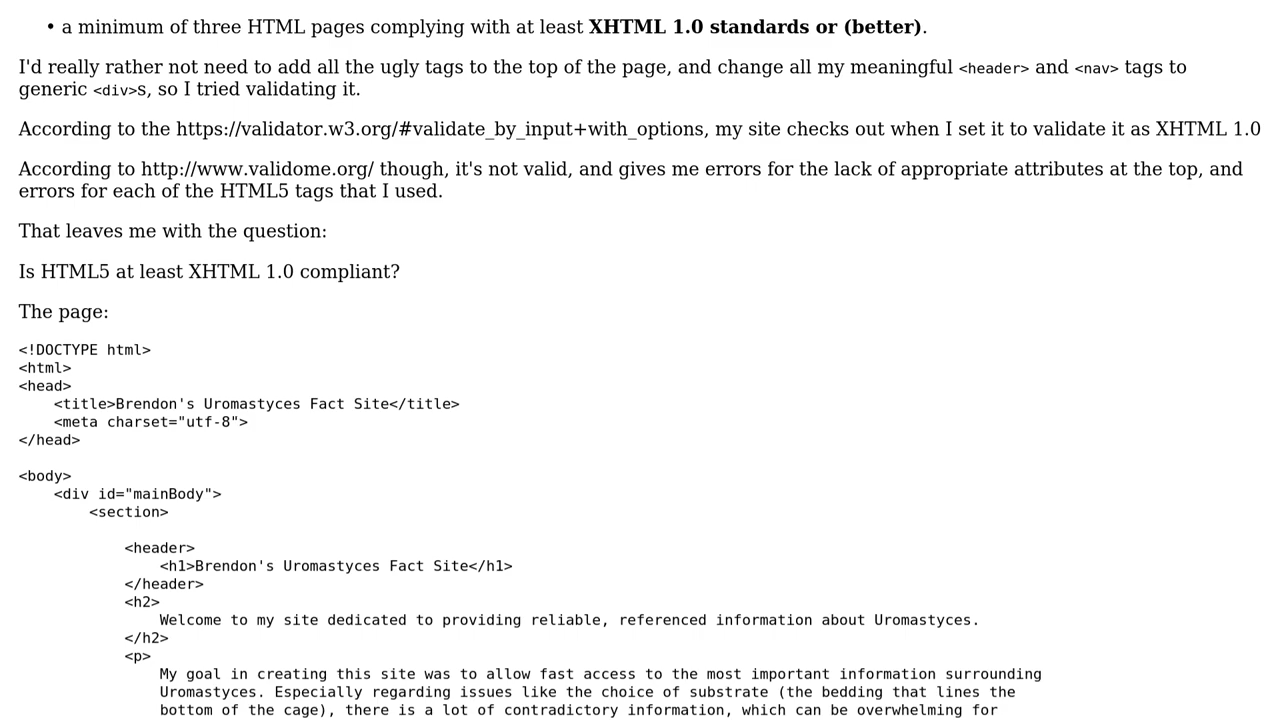 • a minimum of three HTML pages complying with at least XHTML 1.0 standards or (better).
I'd really rather not need to add all the ugly tags to the top of the page, and change all my meaningful <header> and <nav> tags to
generic <div>s, so I tried validating it.
According to the https://validator.w3.org/#validate_by_input+with_options, my site checks out when I set it to validate it as XHTML 1.0
According to http://www.validome.org/ though, it's not valid, and gives me errors for the lack of appropriate attributes at the top, and
errors for each of the HTML5 tags that I used.
That leaves me with the question:
Is HTML5 at least XHTML 1.0 compliant?
The page:
<!DOCTYPE html>
<html>
<head>
    <title>Brendon's Uromastyces Fact Site</title>
    <meta charset="utf-8">
</head>
<body>
    <div id="mainBody">
        <section>
            <header>
                <h1>Brendon's Uromastyces Fact Site</h1>
            </header>
            <h2>
                Welcome to my site dedicated to providing reliable, referenced information about Uromastyces.
            </h2>
            <p>
                My goal in creating this site was to allow fast access to the most important information surrounding
                Uromastyces. Especially regarding issues like the choice of substrate (the bedding that lines the
                bottom of the cage), there is a lot of contradictory information, which can be overwhelming for